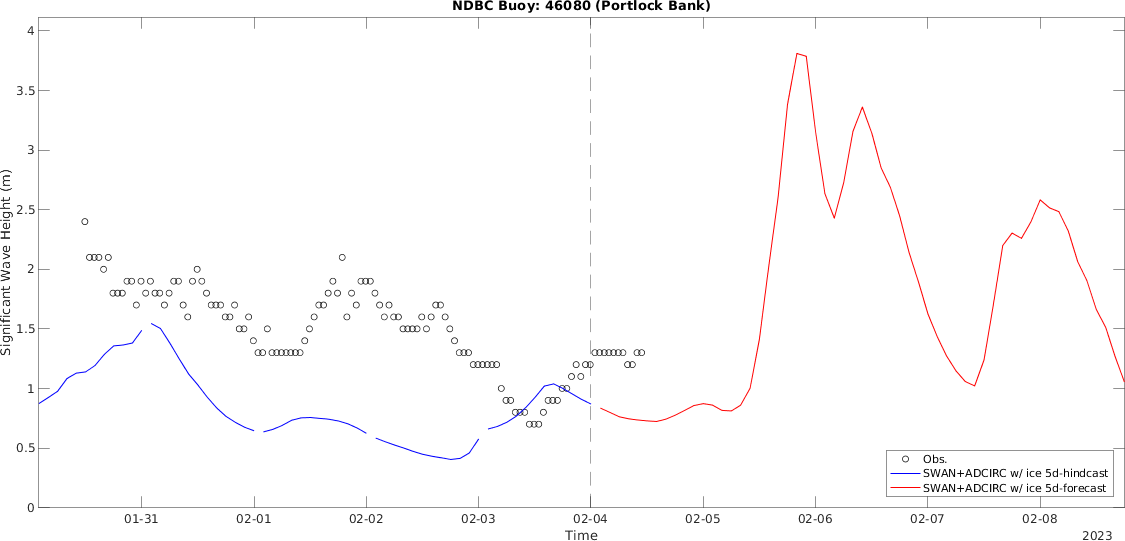 NDBC Buoy: 46080 (Portlock Bank)
4
3.5
3
2.5
2
1.5
1
0.5
0
Significant Wave Height (m)
Obs.
SWAN+ADCIRC w/ ice 5d-hindcast
SWAN+ADCIRC w/ ice 5d-forecast
01-31 02-01 02-02 02-03 02-04 02-05 02-06 02-07 02-08
Time
2023